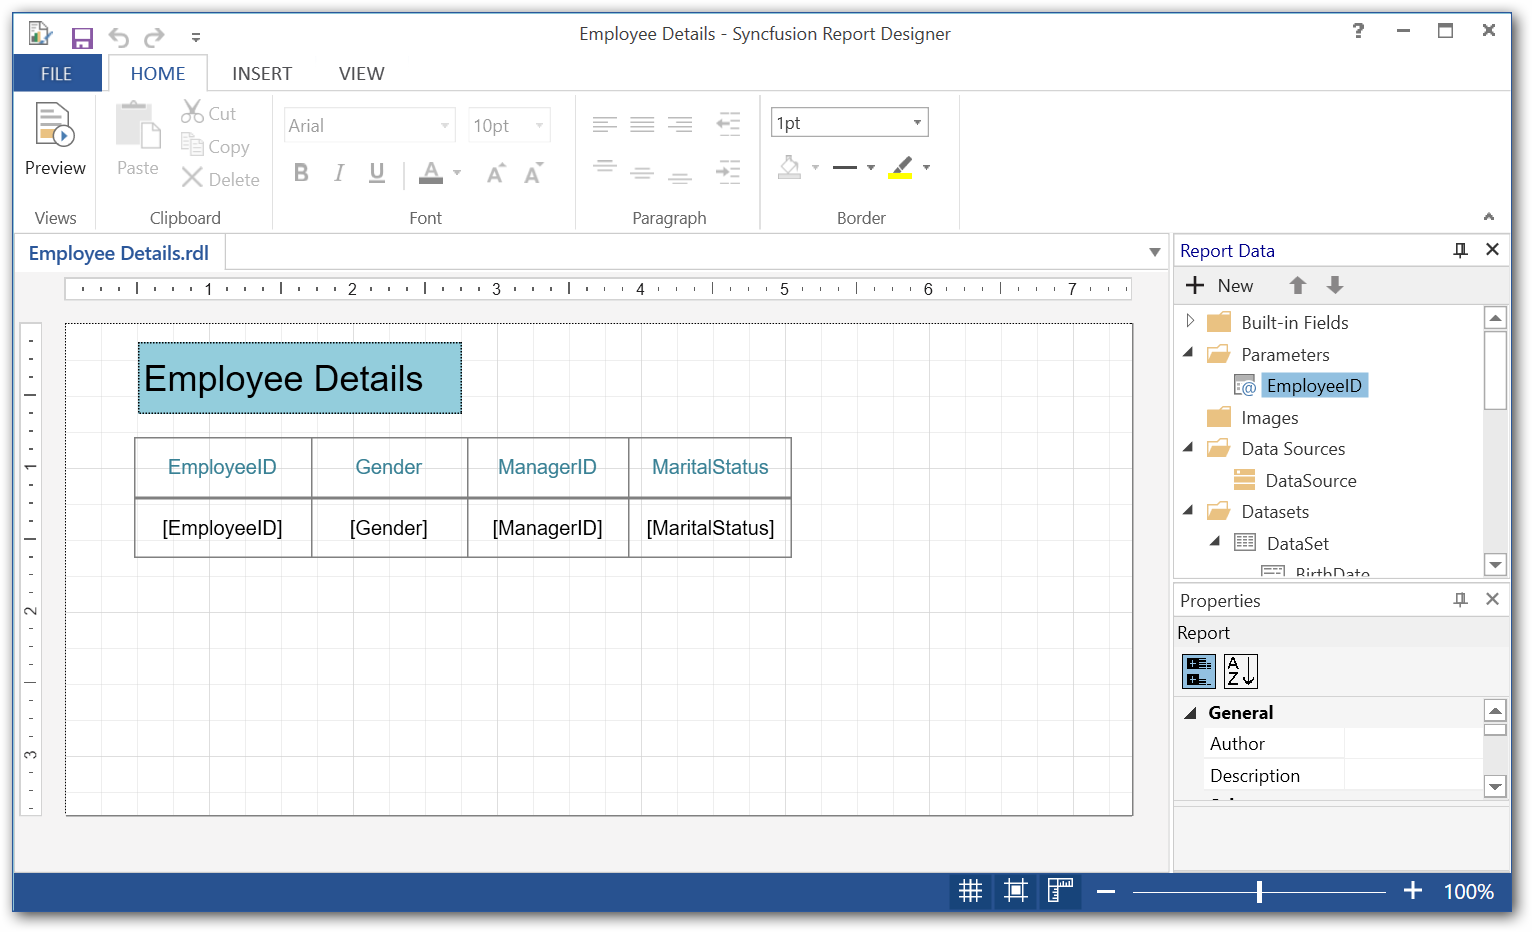 Employee Details - Syncfusion Report Designer
?
FILE HOME INSERT VIEW
Preview
Views
Paste
Cut
Copy
Delete
Clipboard
Arial 10pt
B I U A A A
Font
Paragraph
1pt
Border
Employee Details.rdl
1 2 3 4 5 6 7
1
2
3
Employee Details
EmployeeID Gender ManagerID MaritalStatus
[EmployeeID] [Gender] [ManagerID] [MaritalStatus]
Report Data
New
Built-in Fields
Parameters
EmployeeID
Images
Data Sources
DataSource
Datasets
DataSet
BirthDate
Properties
Report
A
Z
General
Author
Description
100%